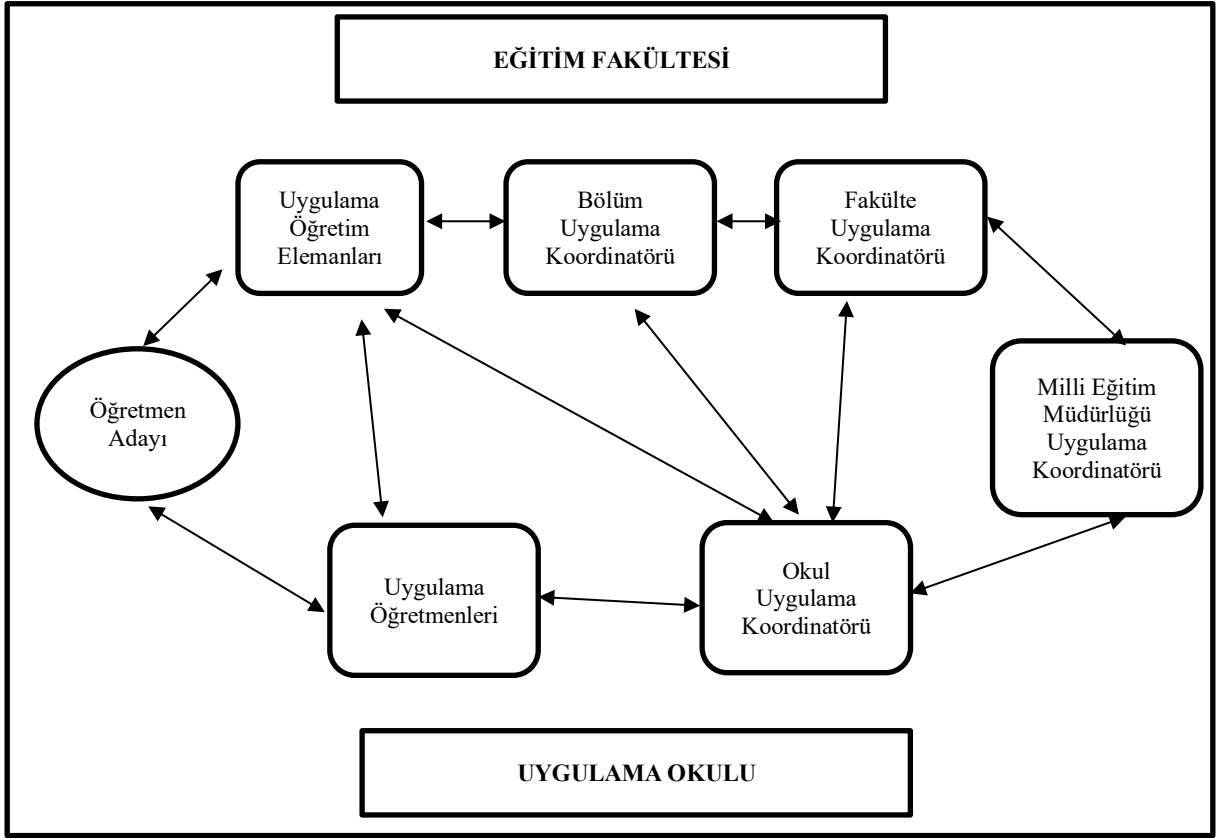 EĞİTİM FAKÜLTESİ
Uygulama
Öğretim
Elemanları
Bölüm
Uygulama
Koordinatörü
Fakülte
Uygulama
Koordinatörü
Öğretmen
Adayı
Milli Eğitim
Müdürlüğü
Uygulama
Koordinatörü
Uygulama
Öğretmenleri
Okul
Uygulama
Koordinatörü
UYGULAMA OKULU